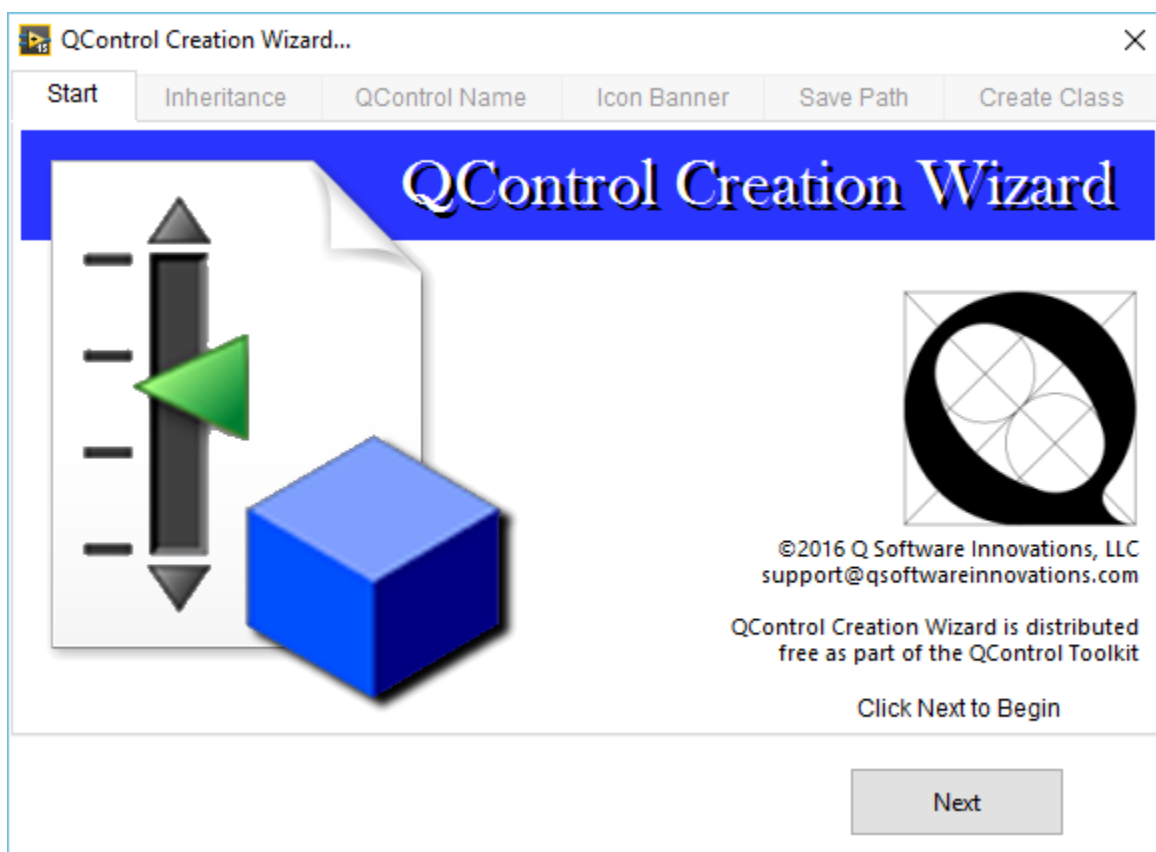 QControl Creation Wizard...
Start Inheritance QControl Name Icon Banner Save Path Create Class
QControl Creation Wizard
©2016 Q Software Innovations, LLC
support@qsoftwareinnovations.com
QControl Creation Wizard is distributed
free as part of the QControl Toolkit
Click Next to Begin
Next